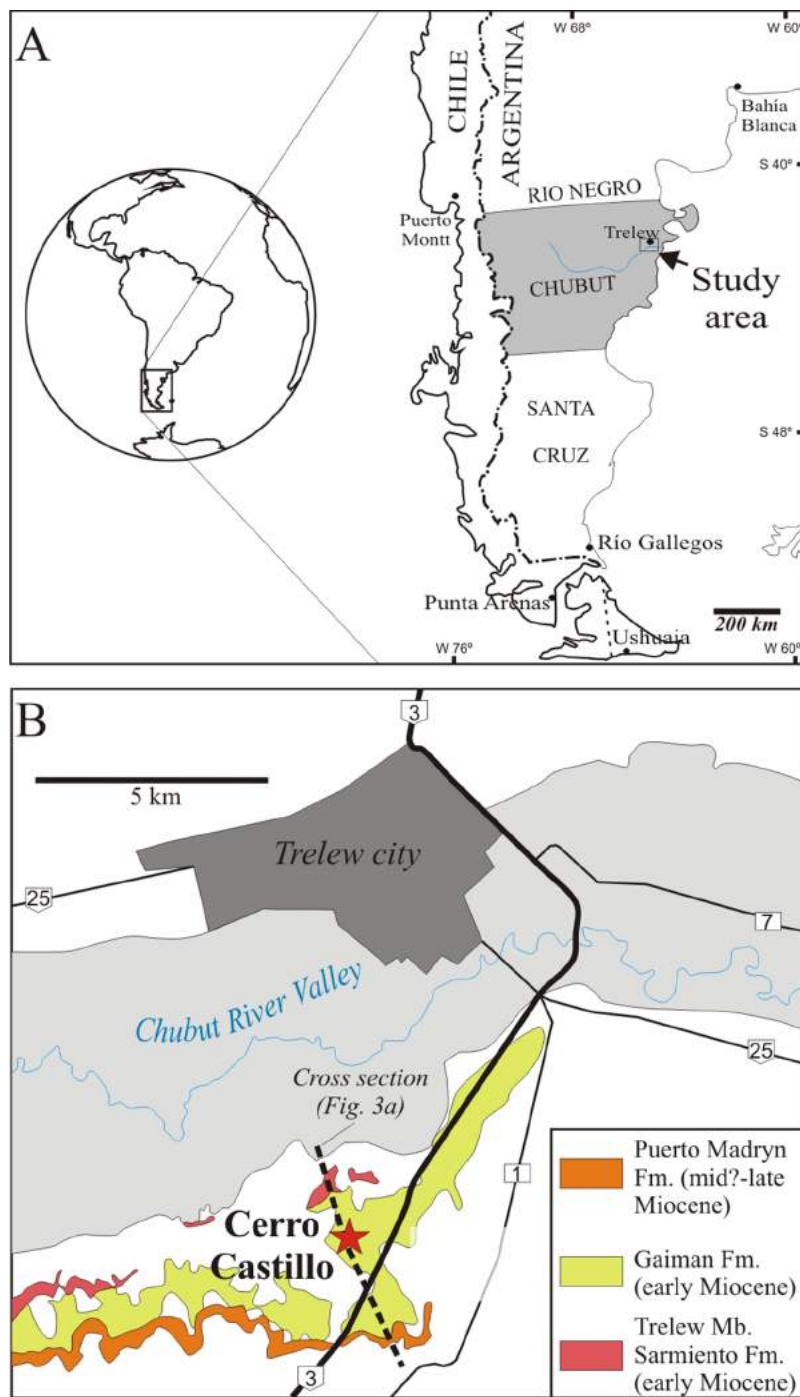 A
W 68°
W 60°
CHILE
ARGENTINA
Bahía
Blanca
S 40°
RIO NEGRO
Puerto
Montt
Trelew
CHUBUT
Study
area
SANTA
CRUZ
S 48°
Río Gallegos
Punta Arenas
Ushuaia
200 km
W 76°
W 60°
B
3
5 km
Trelew city
25
7
Chubut River Valley
Cross section
(Fig. 3a)
25
1
Cerro
Castillo
3
Puerto Madryn
Fm. (mid?-late
Miocene)
Gaiman Fm.
(early Miocene)
Trelew Mb.
Sarmiento Fm.
(early Miocene)